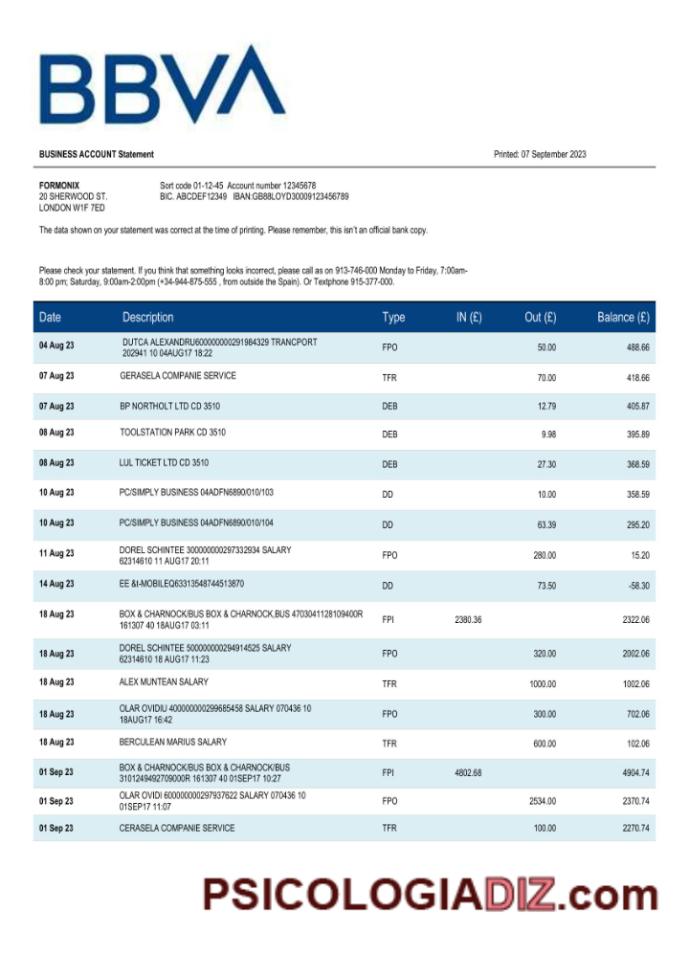 BBVA
BUSINESS ACCOUNT Statement Printed: 07 September 2023
FORMONIX Sort code 01-12-45 Account number 12345678
20 SHERWOOD ST. BIC. ABCDEF12349 IBAN:GB88LOYD30009123456789
LONDON W1F 7ED
The data shown on your statement was correct at the time of printing. Please remember, this isn't an official bank copy.
Please check your statement. If you think that something looks incorrect, please call as on 913-746-000 Monday to Friday, 7:00am-
8:00 pm; Saturday, 9:00am-2:00pm (+34-944-875-555 , from outside the Spain). Or Textphone 915-377-000.
Date Description Type IN (£) Out (£) Balance (£)
04 Aug 23 DUTCA ALEXANDRU600000000291984329 TRANCPORT FPO 50.00 488.66
202941 10 04AUG17 18:22
07 Aug 23 GERASELA COMPANIE SERVICE TFR 70.00 418.66
07 Aug 23 BP NORTHOLT LTD CD 3510 DEB 12.79 405.87
08 Aug 23 TOOLSTATION PARK CD 3510 DEB 9.98 395.89
08 Aug 23 LUL TICKET LTD CD 3510 DEB 27.30 368.59
10 Aug 23 PC/SIMPLY BUSINESS 04ADFN6890/010/103 DD 10.00 358.59
10 Aug 23 PC/SIMPLY BUSINESS 04ADFN6890/010/104 DD 63.39 295.20
11 Aug 23 DOREL SCHINTEE 300000000297332934 SALARY FPO 280.00 15.20
62314610 11 AUG17 20:11
14 Aug 23 EE &I-MOBILEQ63313548744513870 DD 73.50 -58.30
18 Aug 23 BOX & CHARNOCK/BUS BOX & CHARNOCK,BUS 4703041128109400R FPI 2380.36 2322.06
161307 40 18AUG17 03:11
18 Aug 23 DOREL SCHINTEE 500000000294914525 SALARY FPO 320.00 2002.06
62314610 18 AUG17 11:23
18 Aug 23 ALEX MUNTEAN SALARY TFR 1000.00 1002.06
18 Aug 23 OLAR OVIDIU 400000000299685458 SALARY 070436 10 FPO 300.00 702.06
18AUG17 16:42
18 Aug 23 BERCULEAN MARIUS SALARY TFR 600.00 102.06
01 Sep 23 BOX & CHARNOCK/BUS BOX & CHARNOCK/BUS FPI 4802.68 4904.74
3101249492709000R 161307 40 01SEP17 10:27
01 Sep 23 OLAR OVIDI 600000000297937622 SALARY 070436 10 FPO 2534.00 2370.74
01SEP17 11:07
01 Sep 23 CERASELA COMPANIE SERVICE TFR 100.00 2270.74
PSICOLOGIADIZ.com